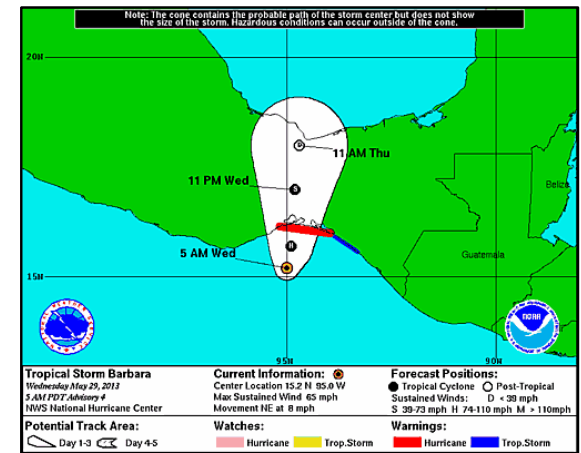 Note: The cone contains the probable path of the storm center but does not show
the size of the storm. Hazardous conditions can occur outside of the cone.
20N
D
11 AM Thu
11 PM Wed
S
Belize
H
5 AM Wed
Guatemala
15N
NOAA
95W
90W
Tropical Storm Barbara
Wednesday May 29, 2013
5 AM PDT Advisory 4
NWS National Hurricane Center
Current Information:
Center Location 15.2 N 95.0 W
Max Sustained Wind 65 mph
Movement NE at 8 mph
Forecast Positions:
Tropical Cyclone Post-Tropical
Sustained Winds: D < 39 mph
S 39-73 mph H 74-110 mph M > 110mph
Potential Track Area:
Day 1-3 Day 4-5
Watches:
Hurricane Trop.Storm
Warnings:
Hurricane Trop.Storm